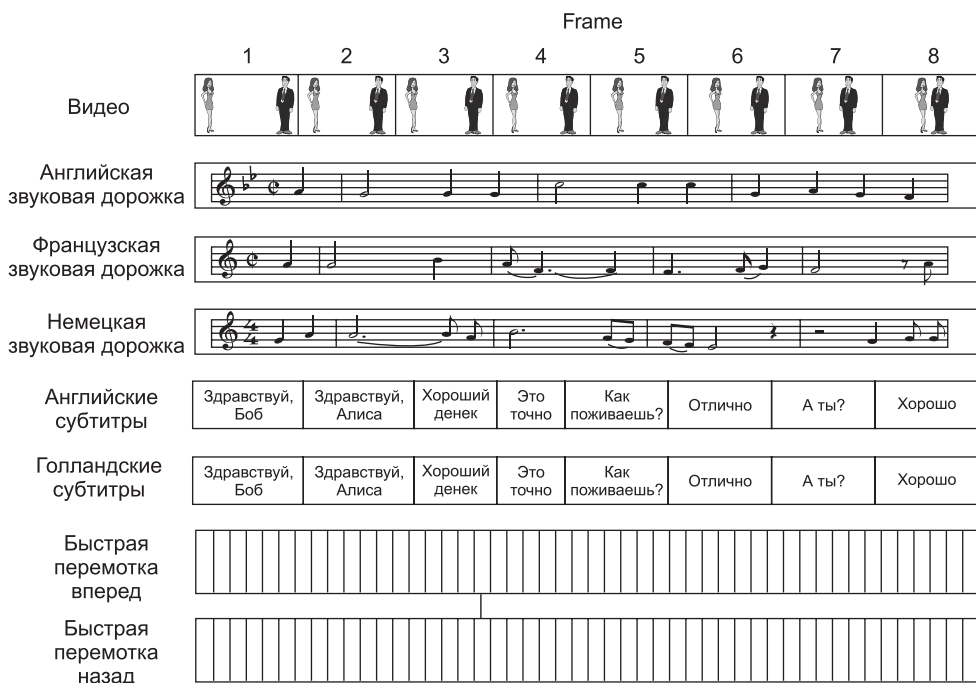 Frame
1 2 3 4 5 6 7 8
Видео
Английская
звуковая дорожка
Французская
звуковая дорожка
Немецкая
звуковая дорожка
4
4
Английские
субтитры
Здравствуй,
Боб
Здравствуй,
Алиса
Хороший
денек
Это
точно
Как
поживаешь?
Отлично
А ты?
Хорошо
Голландские
субтитры
Здравствуй,
Боб
Здравствуй,
Алиса
Хороший
денек
Это
точно
Как
поживаешь?
Отлично
А ты?
Хорошо
Быстрая
перемотка
вперед
Быстрая
перемотка
назад